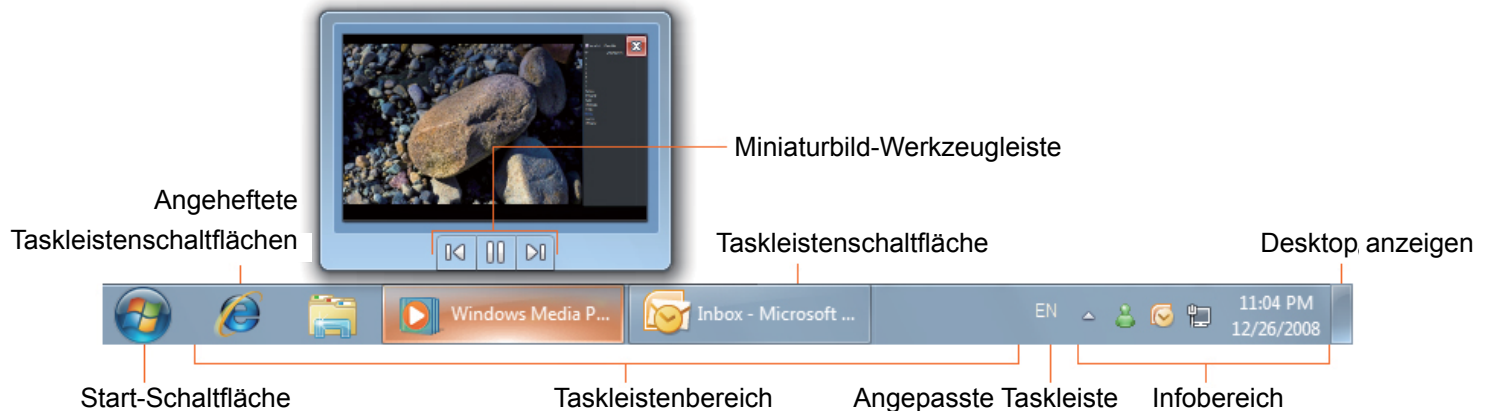 Miniaturbild-Werkzeugleiste
Angeheftete
Taskleistenschaltflächen
Taskleistenschaltfläche
Desktop anzeigen
Windows Media P...
Inbox - Microsoft ...
EN
11:04 PM
12/26/2008
Start-Schaltfläche
Taskleistenbereich
Angepasste Taskleiste
Infobereich